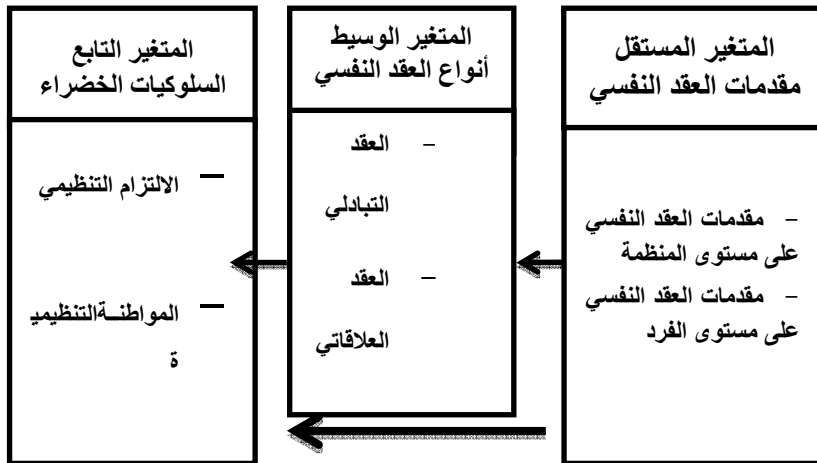 المتغير المستقل
مقدمات العقد النفسي
– مقدمات العقد النفسي
على مستوى المنظمة
– مقدمات العقد النفسي
على مستوى الفرد
المتغير الوسيط
أنواع العقد النفسي
– العقد
التبادلي
– العقد
العلاقاتي
المتغير التابع
السلوكيات الخضراء
– الالتزام التنظيمي
– المواطنــةالتنظيميـ
ة